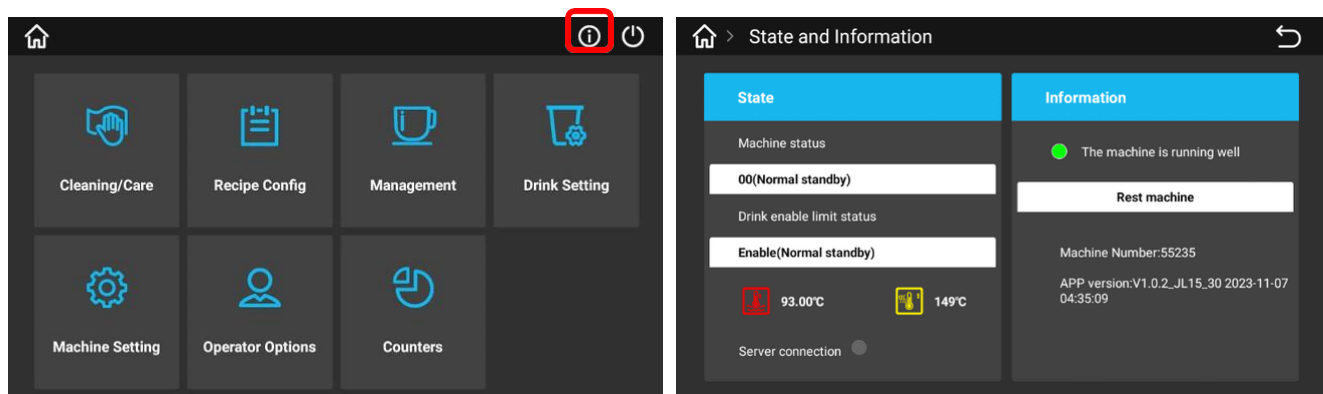 Cleaning/Care
Recipe Config
Management
Drink Setting
Machine Setting
Operator Options
Counters
> State and Information
State
Machine status
00(Normal standby)
Drink enable limit status
Enable(Normal standby)
93.00℃
149℃
Server connection
Information
The machine is running well
Rest machine
Machine Number:55235
APP version:V1.0.2_JL15_30 2023-11-07
04:35:09